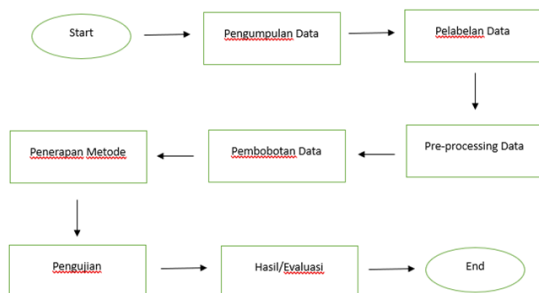 Start
Pengumpulan Data
Pelabelan Data
Pre-processing Data
Pembobotan Data
Penerapan Metode
Pengujian
Hasil/Evaluasi
End